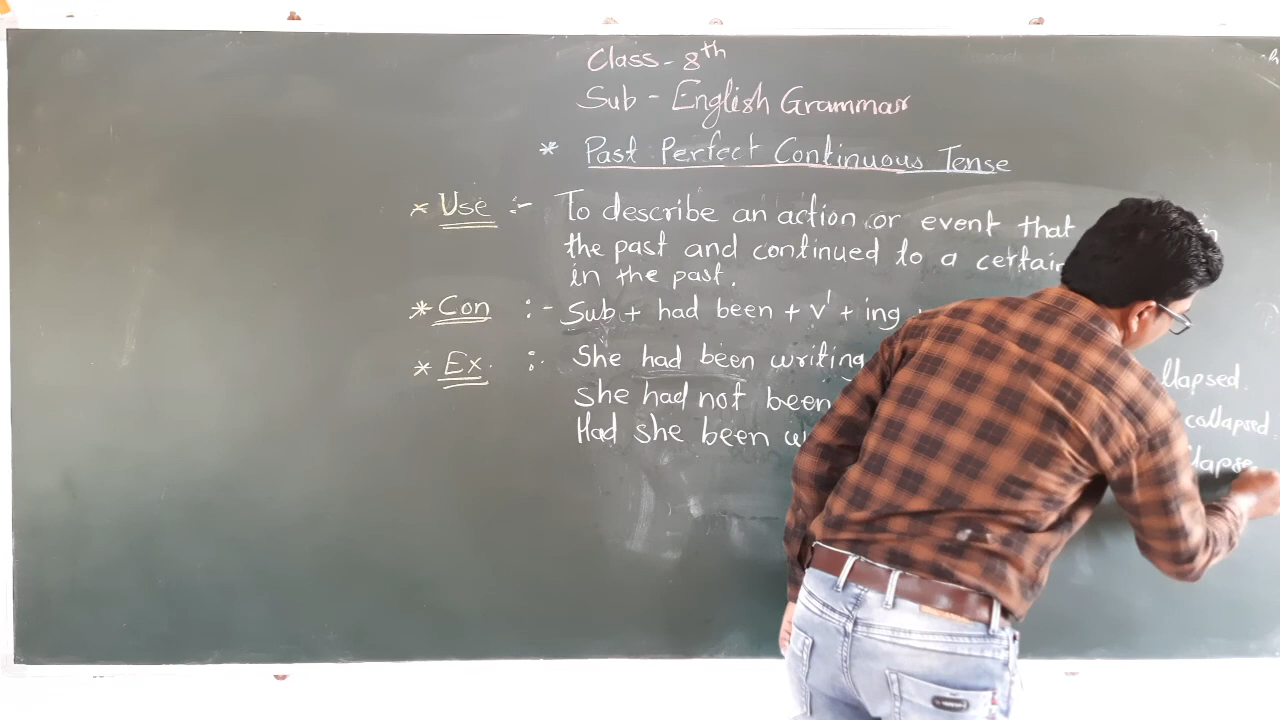 Class - 8th
Sub - English Grammar
* Past Perfect Continuous Tense
* Use :- To describe an action or event that
the past and continued to a certain
in the past.
* Con :- Sub + had been + v' + ing
* Ex. :- She had been writing llapsed.
She had not been collapsed.
Had she been